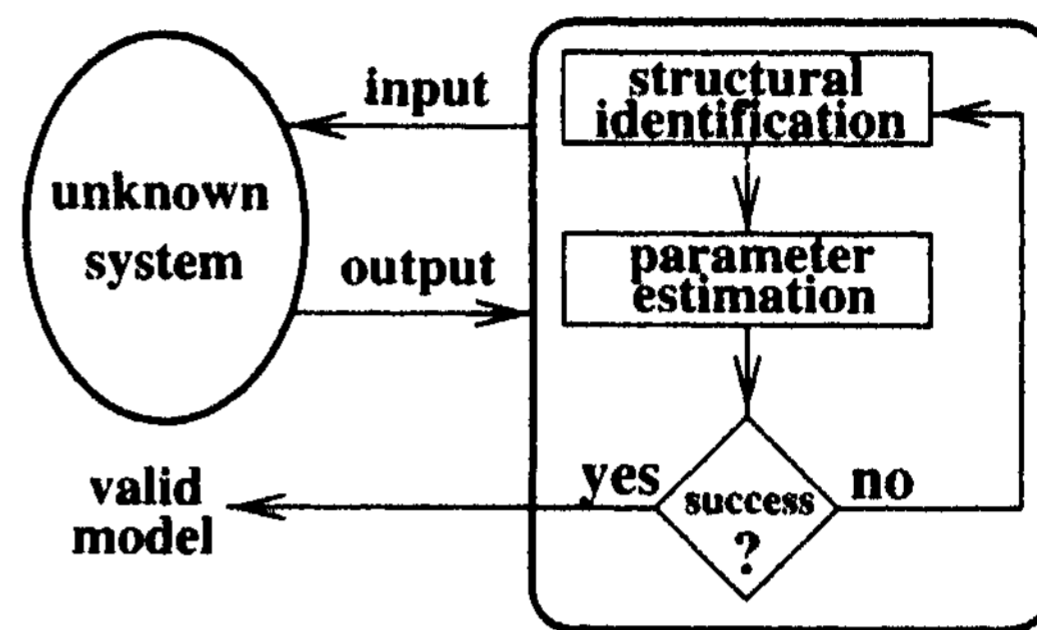 input
unknown
system
output
valid
model
structural
identification
parameter
estimation
yes
success
?
no